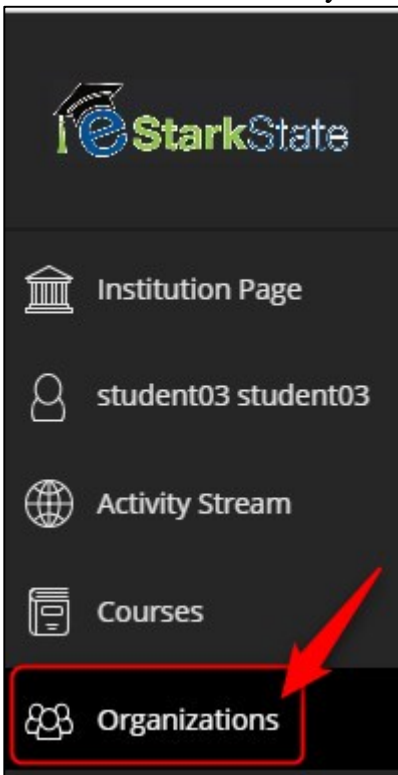 eStarkState
Institution Page
student03 student03
Activity Stream
Courses
Organizations